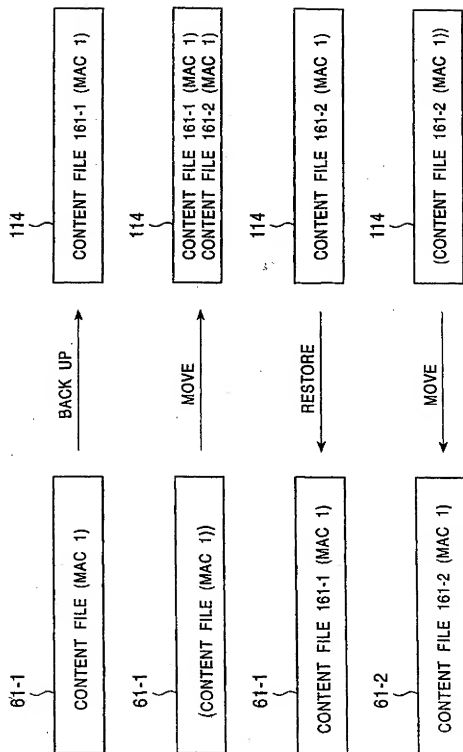 61-1
CONTENT FILE (MAC 1)
BACK UP
114
CONTENT FILE 161-1 (MAC 1)
61-1
(CONTENT FILE (MAC 1))
MOVE
114
CONTENT FILE 161-1 (MAC 1)
CONTENT FILE 161-2 (MAC 1)
61-1
CONTENT FILE 161-1 (MAC 1)
RESTORE
114
CONTENT FILE 161-2 (MAC 1)
61-2
CONTENT FILE 161-2 (MAC 1)
MOVE
114
(CONTENT FILE 161-2 (MAC 1))